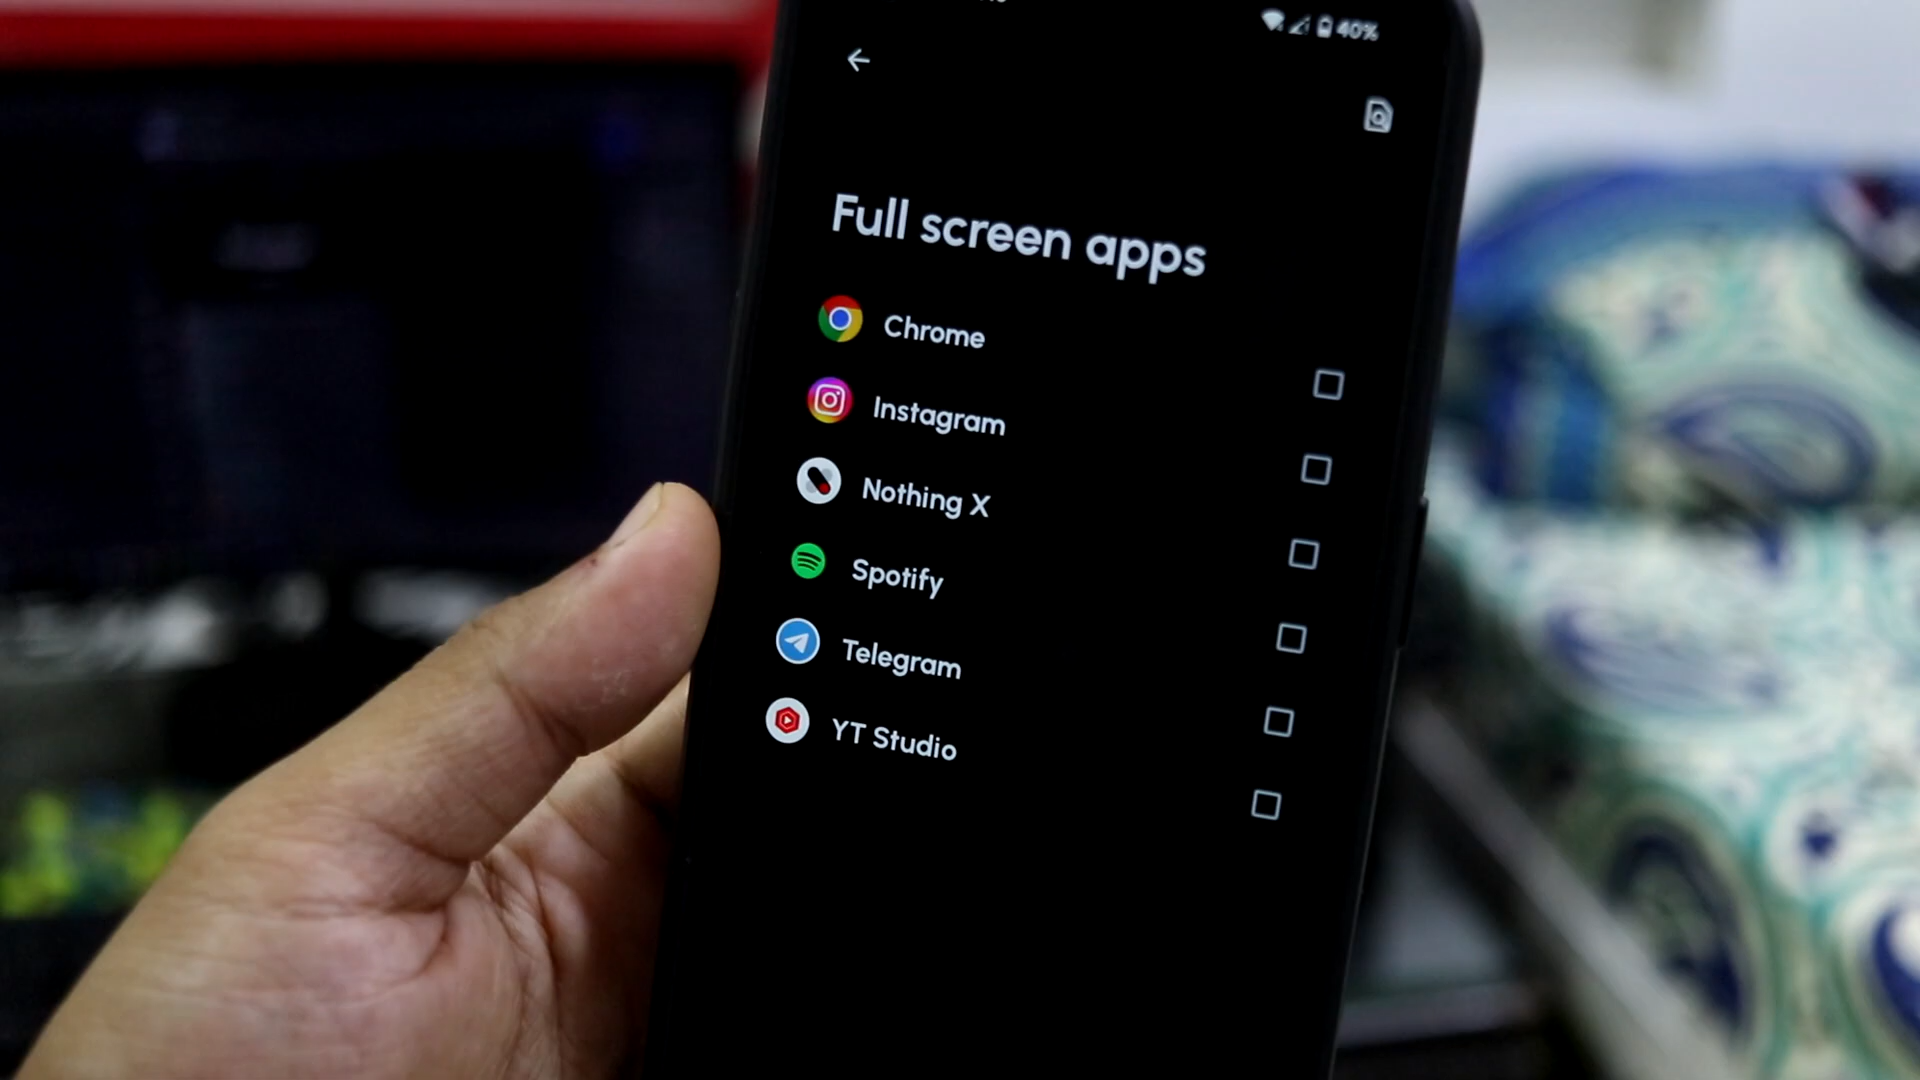 40%
Full screen apps
Chrome
Instagram
Nothing X
Spotify
Telegram
YT Studio